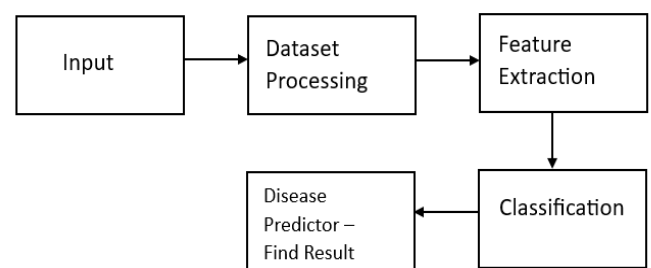 Input
Dataset
Processing
Feature
Extraction
Classification
Disease
Predictor –
Find Result